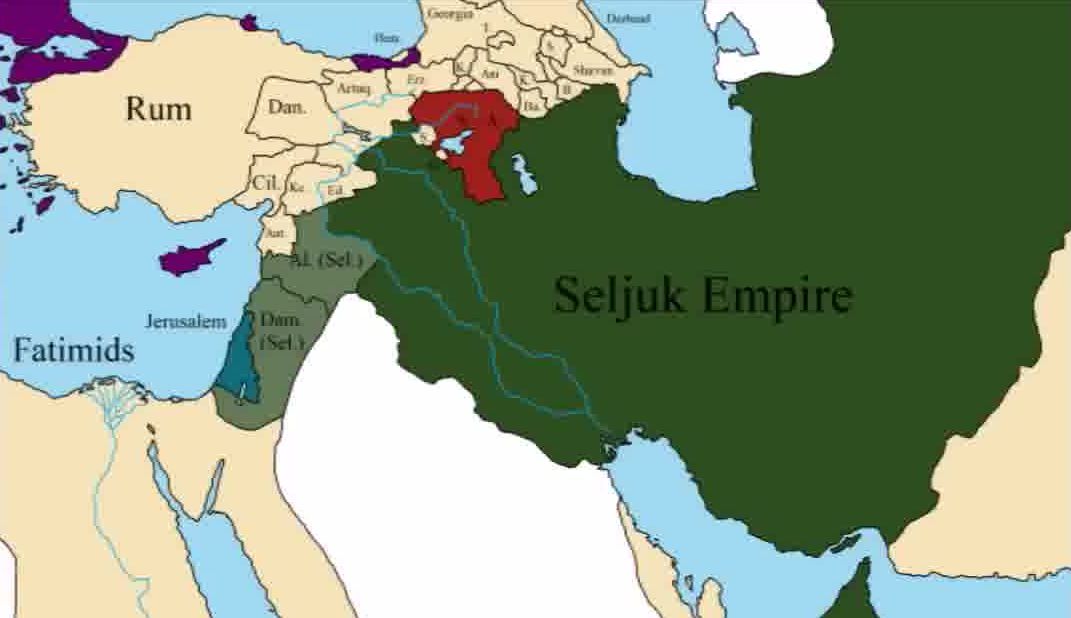 Georgia
Derbend
T.
S.
K.
Ani
Shirvan
Erz.
Artuq.
K.
B.
Ba.
Rum
Dan.
A.
S.
Cil.
Ke.
Ed.
Ant.
Al. (Sel.)
Seljuk Empire
Jerusalem
Dam.
(Sel.)
Fatimids